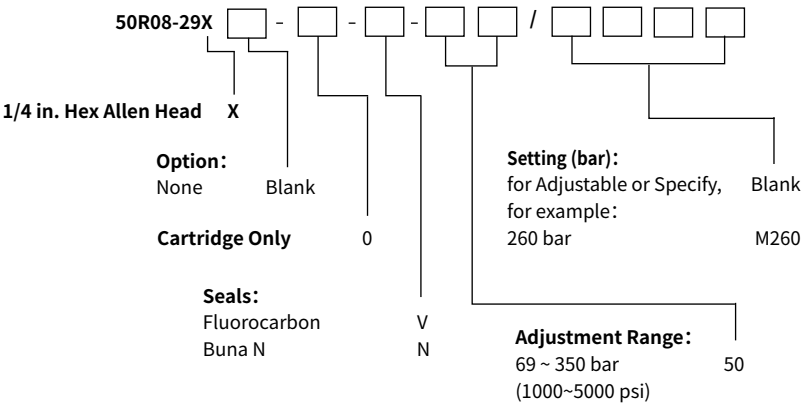 50R08-29X - - - /
1/4 in. Hex Allen Head X
Option：
None Blank
Cartridge Only 0
Seals：
Fluorocarbon V
Buna N N
Setting (bar)：
for Adjustable or Specify, Blank
for example：
260 bar M260
Adjustment Range：
69 ~ 350 bar 50
(1000~5000 psi)